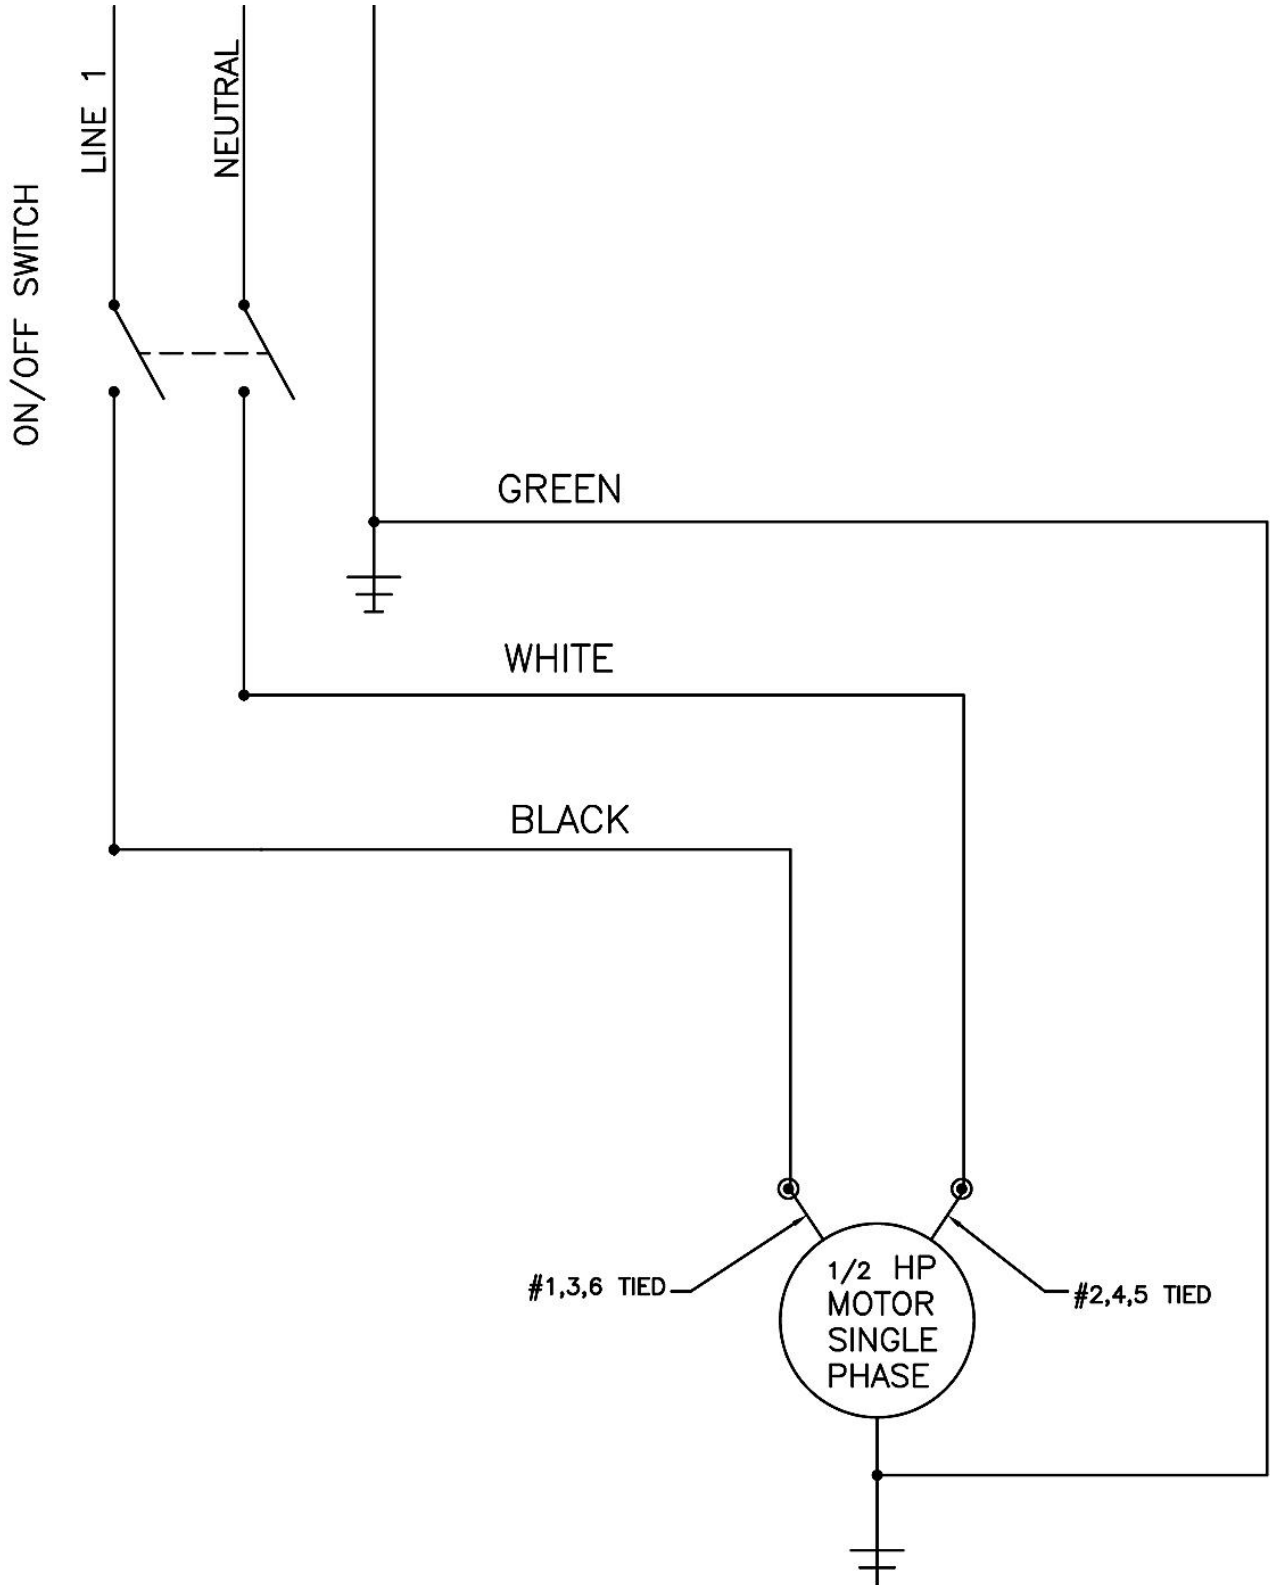 LINE 1
NEUTRAL
ON/OFF SWITCH
GREEN
WHITE
BLACK
#1,3,6 TIED
1/2 HP
MOTOR
SINGLE
PHASE
#2,4,5 TIED